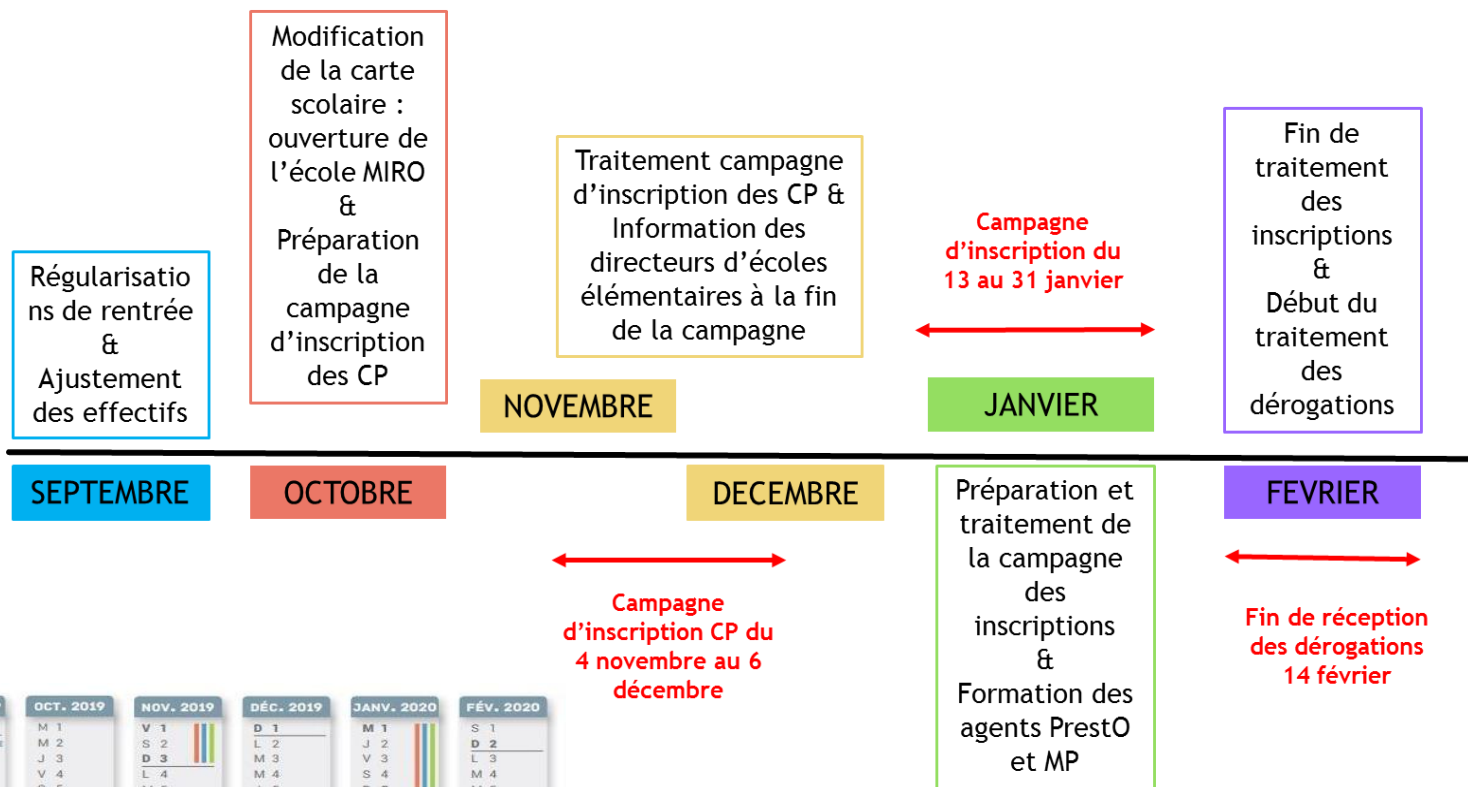 Modification
de la carte
scolaire :
ouverture de
l’école MIRO
&
Préparation
de la
campagne
d’inscription
des CP
Régularisatio
ns de rentrée
&
Ajustement
des effectifs
Traitement campagne
d’inscription des CP &
Information des
directeurs d’écoles
élémentaires à la fin
de la campagne
Campagne
d’inscription du
13 au 31 janvier
Fin de
traitement
des
inscriptions
&
Début du
traitement
des
dérogations
NOVEMBRE
JANVIER
SEPTEMBRE
OCTOBRE
DECEMBRE
FEVRIER
Campagne
d’inscription CP du
4 novembre au 6
décembre
Préparation et
traitement de
la campagne
des
inscriptions
&
Formation des
agents PrestO
et MP
Fin de réception
des dérogations
14 février
OCT. 2019
M 1
M 2
J 3
V 4
NOV. 2019
V 1
S 2
D 3
L 4
DÉC. 2019
D 1
L 2
M 3
M 4
JANV. 2020
M 1
J 2
V 3
S 4
FÉV. 2020
S 1
D 2
L 3
M 4